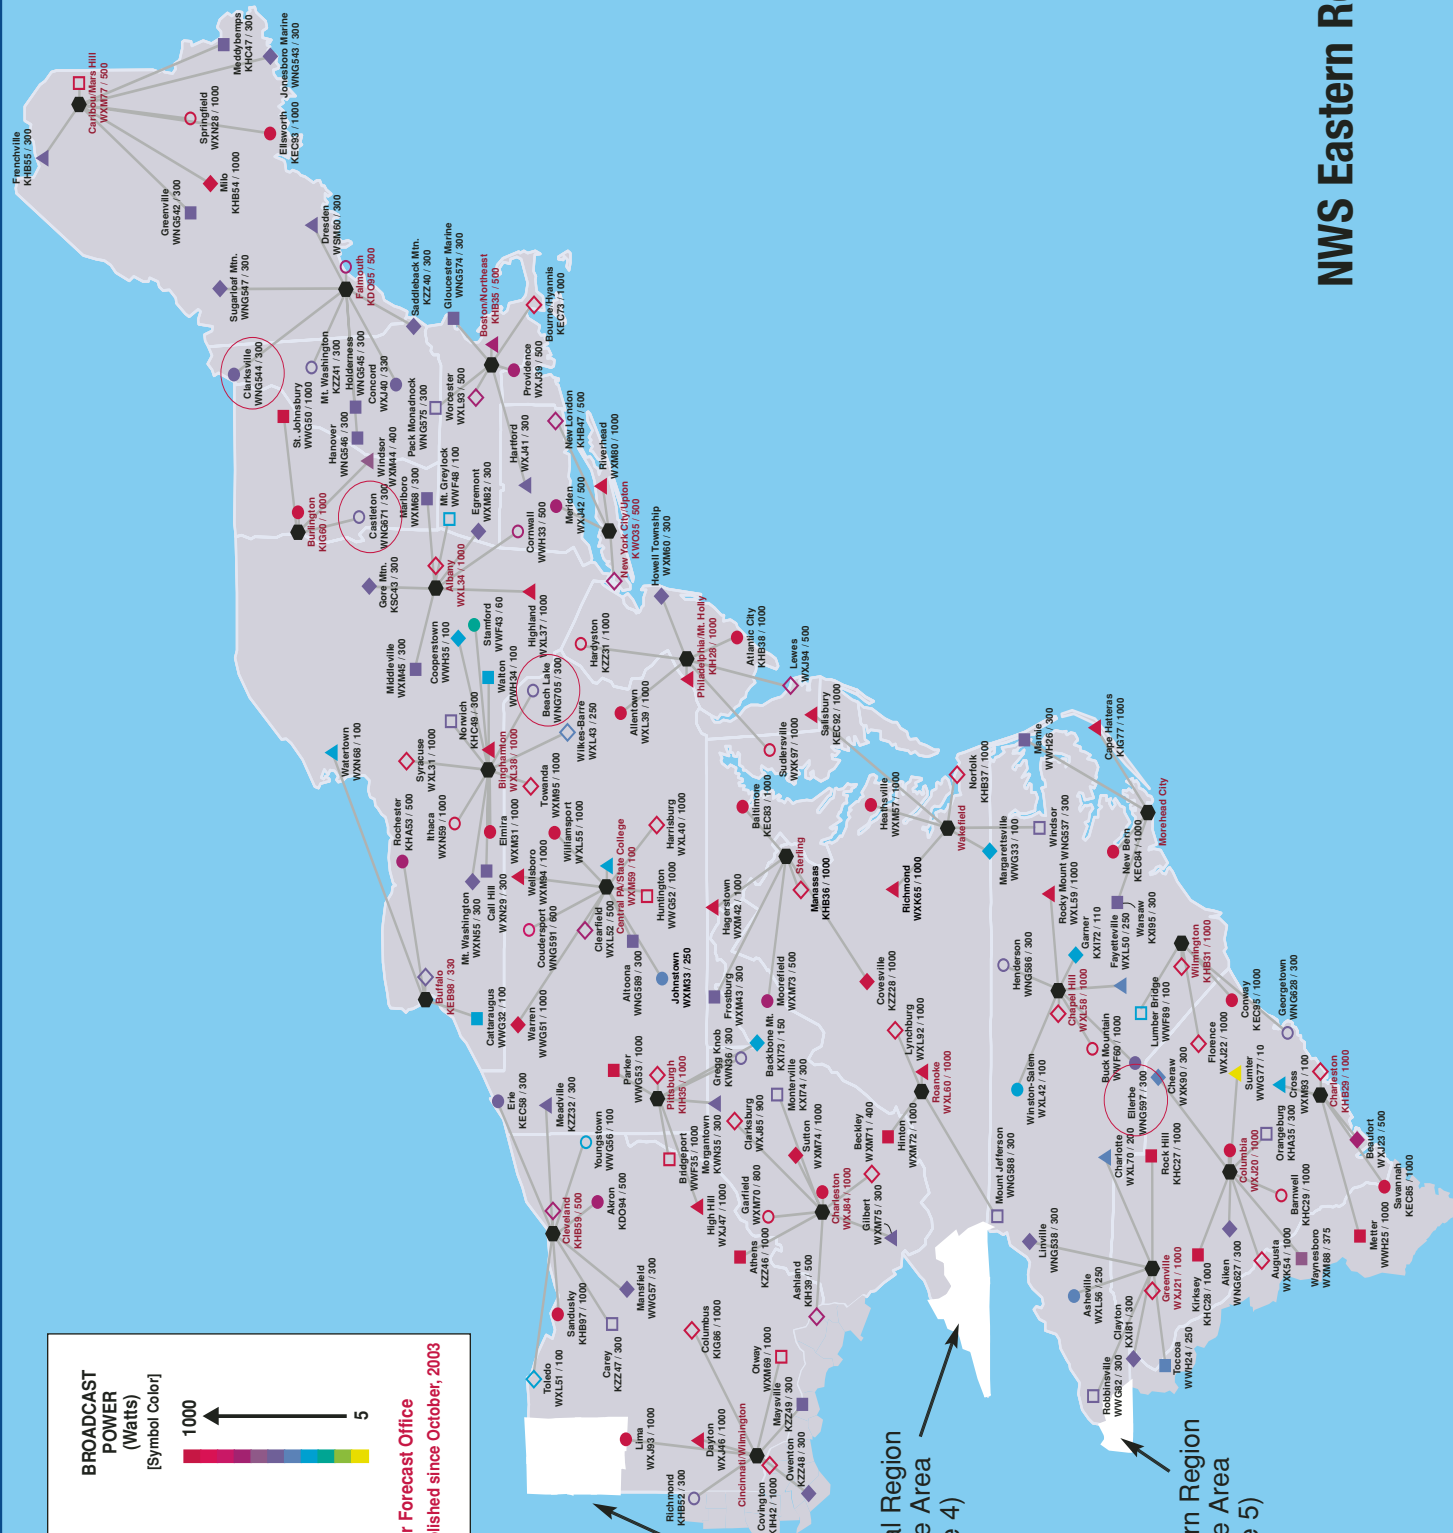 BROADCAST
POWER
(Watts)
[Symbol Color]
1000
5
r Forecast Office
blished since October, 2003
NWS Eastern Re
al Region
e Area
e 4)
rn Region
e Area
e 5)
Frenchville
KHB55 / 300
Caribou/Mars Hill
WXM77 / 500
Meddybemps
KHC47 / 300
Jonesboro Marine
WNG543 / 300
Springfield
WXN28 / 1000
Ellsworth
KEC93 / 1000
Milo
KHB54 / 1000
Greenville
WNG542 / 300
Dresden
WSM60 / 300
Sugarloaf Mtn.
WNG547 / 300
Falmouth
KDO95 / 500
Saddleback Mtn.
KZZ40 / 300
Gloucester Marine
WNG574 / 300
Boston/Northeast
KHB35 / 500
Bourne/Hyannis
KEC73 / 1000
Clarksville
WNG544 / 300
Mt. Washington
KZZ41 / 300
Holderness
WNG545 / 300
Concord
WXJ40 / 330
Pack Monadnock
WNG575 / 300
Worcester
WXL93 / 500
Providence
WXJ39 / 500
St. Johnsbury
WWG50 / 1000
Hanover
WNG546 / 300
Windsor
WXM44 / 400
Marlboro
WXM68 / 300
Mt. Greylock
WWF48 / 100
Egremont
WXM82 / 300
Hartford
WXJ41 / 300
New London
KHB47 / 500
Riverhead
WXM80 / 1000
Meriden
WXJ42 / 500
Cornwall
WWH33 / 500
New York City/Upton
KWO35 / 500
Burlington
KIG60 / 1000
Castleton
WNG671 / 300
Albany
WXL34 / 1000
Gore Mtn.
KSC43 / 300
Middleville
WXM45 / 300
Cooperstown
WWH35 / 100
Stamford
WWF43 / 60
Highland
WXL37 / 1000
Walton
WWH34 / 100
Norwich
KHC49 / 300
Beach Lake
WNG705 / 300
Wilkes-Barre
WXL43 / 250
Hardyston
KZZ31 / 1000
Howell Township
WXM60 / 300
Philadelphia/Mt. Holly
KIH28 / 1000
Atlantic City
KHB38 / 1000
Lewes
WXJ94 / 500
Allentown
WXL39 / 1000
Sudlersville
WXK97 / 1000
Salisbury
KEC92 / 1000
Watertown
WXN68 / 100
Syracuse
WXL31 / 1000
Binghamton
WXL38 / 1000
Towanda
WXM95 / 1000
Rochester
KHA53 / 500
Ithaca
WXN59 / 1000
Elmira
WXM31 / 1000
Williamsport
WXL55 / 1000
Mt. Washington
WXN55 / 300
Call Hill
WXN29 / 300
Wellsboro
WXM94 / 1000
Coudersport
WNG591 / 600
Clearfield
WXL52 / 500
Central PA/State College
WXM59 / 100
Harrisburg
WXL40 / 1000
Huntington
WWG52 / 1000
Altoona
WNG589 / 300
Johnstown
WXM33 / 250
Buffalo
KEB98 / 330
Cattaraugus
WWG32 / 100
Warren
WWG51 / 1000
Erie
KEC58 / 300
Meadville
KZZ32 / 300
Youngstown
WWG56 / 100
Parker
WWG53 / 1000
Pittsburgh
KIH35 / 1000
Gregg Knob
KWN36 / 300
Backbone Mt.
KXI73 / 150
Monterville
KXI74 / 300
Frostburg
WXM43 / 300
Moorefield
WXM73 / 500
Hagerstown
WXM42 / 1000
Baltimore
KEC83 / 1000
Sterling
Manassas
KHB36 / 1000
Heathsville
WXM57 / 1000
Richmond
WXK65 / 1000
Wakefield
Norfolk
KHB37 / 1000
Margarettsville
WWG33 / 100
Covesville
KZZ28 / 1000
Lynchburg
WXL92 / 1000
Roanoke
WXL60 / 1000
Hinton
WXM72 / 1000
Bridgeport
WWF35 / 1000
Morgantown
KWN35 / 300
Clarksburg
WXJ85 / 900
Sutton
WXM74 / 1000
Beckley
WXM71 / 400
High Hill
WXJ47 / 1000
Garfield
WXM70 / 800
Charleston
WXJ84 / 1000
Gilbert
WXM75 / 300
Athens
KZZ46 / 1000
Ashland
KIH39 / 500
Cleveland
KHB59 / 500
Akron
KDO94 / 500
Mansfield
WWG57 / 300
Sandusky
KHB97 / 1000
Carey
KZZ47 / 300
Toledo
WXL51 / 100
Columbus
KIG86 / 1000
Otway
WXM69 / 1000
Maysville
KZZ49 / 300
Owenton
KZZ48 / 300
Cincinnati/Wilmington
Covington
KIH42 / 1000
Dayton
WXJ46 / 1000
Lima
WXJ93 / 1000
Richmond
KHB52 / 300
Mamie
WWH26 / 300
Cape Hatteras
KIG77 / 1000
Windsor
WNG537 / 300
New Bern
KEC84 / 1000
Morehead City
Rocky Mount
WXL59 / 1000
Garner
KXI72 / 110
Fayetteville
WXL50 / 250
Warsaw
KXI95 / 300
Henderson
WNG586 / 300
Chapel Hill
WXL58 / 1000
Wilmington
KHB31 / 1000
Lumber Bridge
WWF89 / 100
Buck Mountain
WWF60 / 1000
Winston-Salem
WXL42 / 100
Ellerbe
WNG597 / 300
Cheraw
WXK90 / 300
Florence
WXJ22 / 1000
Conway
KEC95 / 1000
Georgetown
WNG628 / 300
Sumter
WWG77 / 10
Cross
WXM93 / 100
Charleston
KHB29 / 1000
Orangeburg
KHA35 / 300
Beaufort
WXJ23 / 500
Savannah
KEC85 / 1000
Metter
WWH25 / 1000
Columbia
WXJ20 / 1000
Barnwell
KHC29 / 1000
Aiken
WNG627 / 300
Augusta
WXK54 / 1000
Waynesboro
WXM88 / 375
Mount Jefferson
WNG588 / 300
Linville
WNG538 / 300
Charlotte
WXL70 / 200
Rock Hill
KHC27 / 1000
Asheville
WXL56 / 250
Greenville
WXJ21 / 1000
Kirksey
KHC28 / 1000
Clayton
KXI81 / 300
Toccoa
WWH24 / 250
Robbinsville
WWG82 / 300